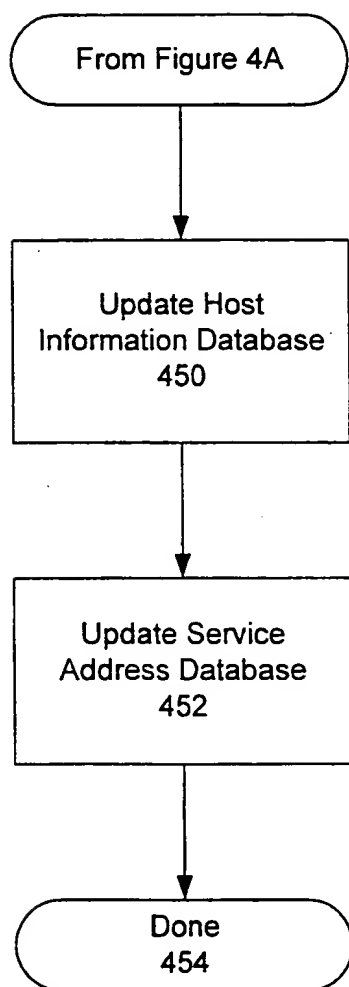 From Figure 4A
Update Host
Information Database
450
Update Service
Address Database
452
Done
454